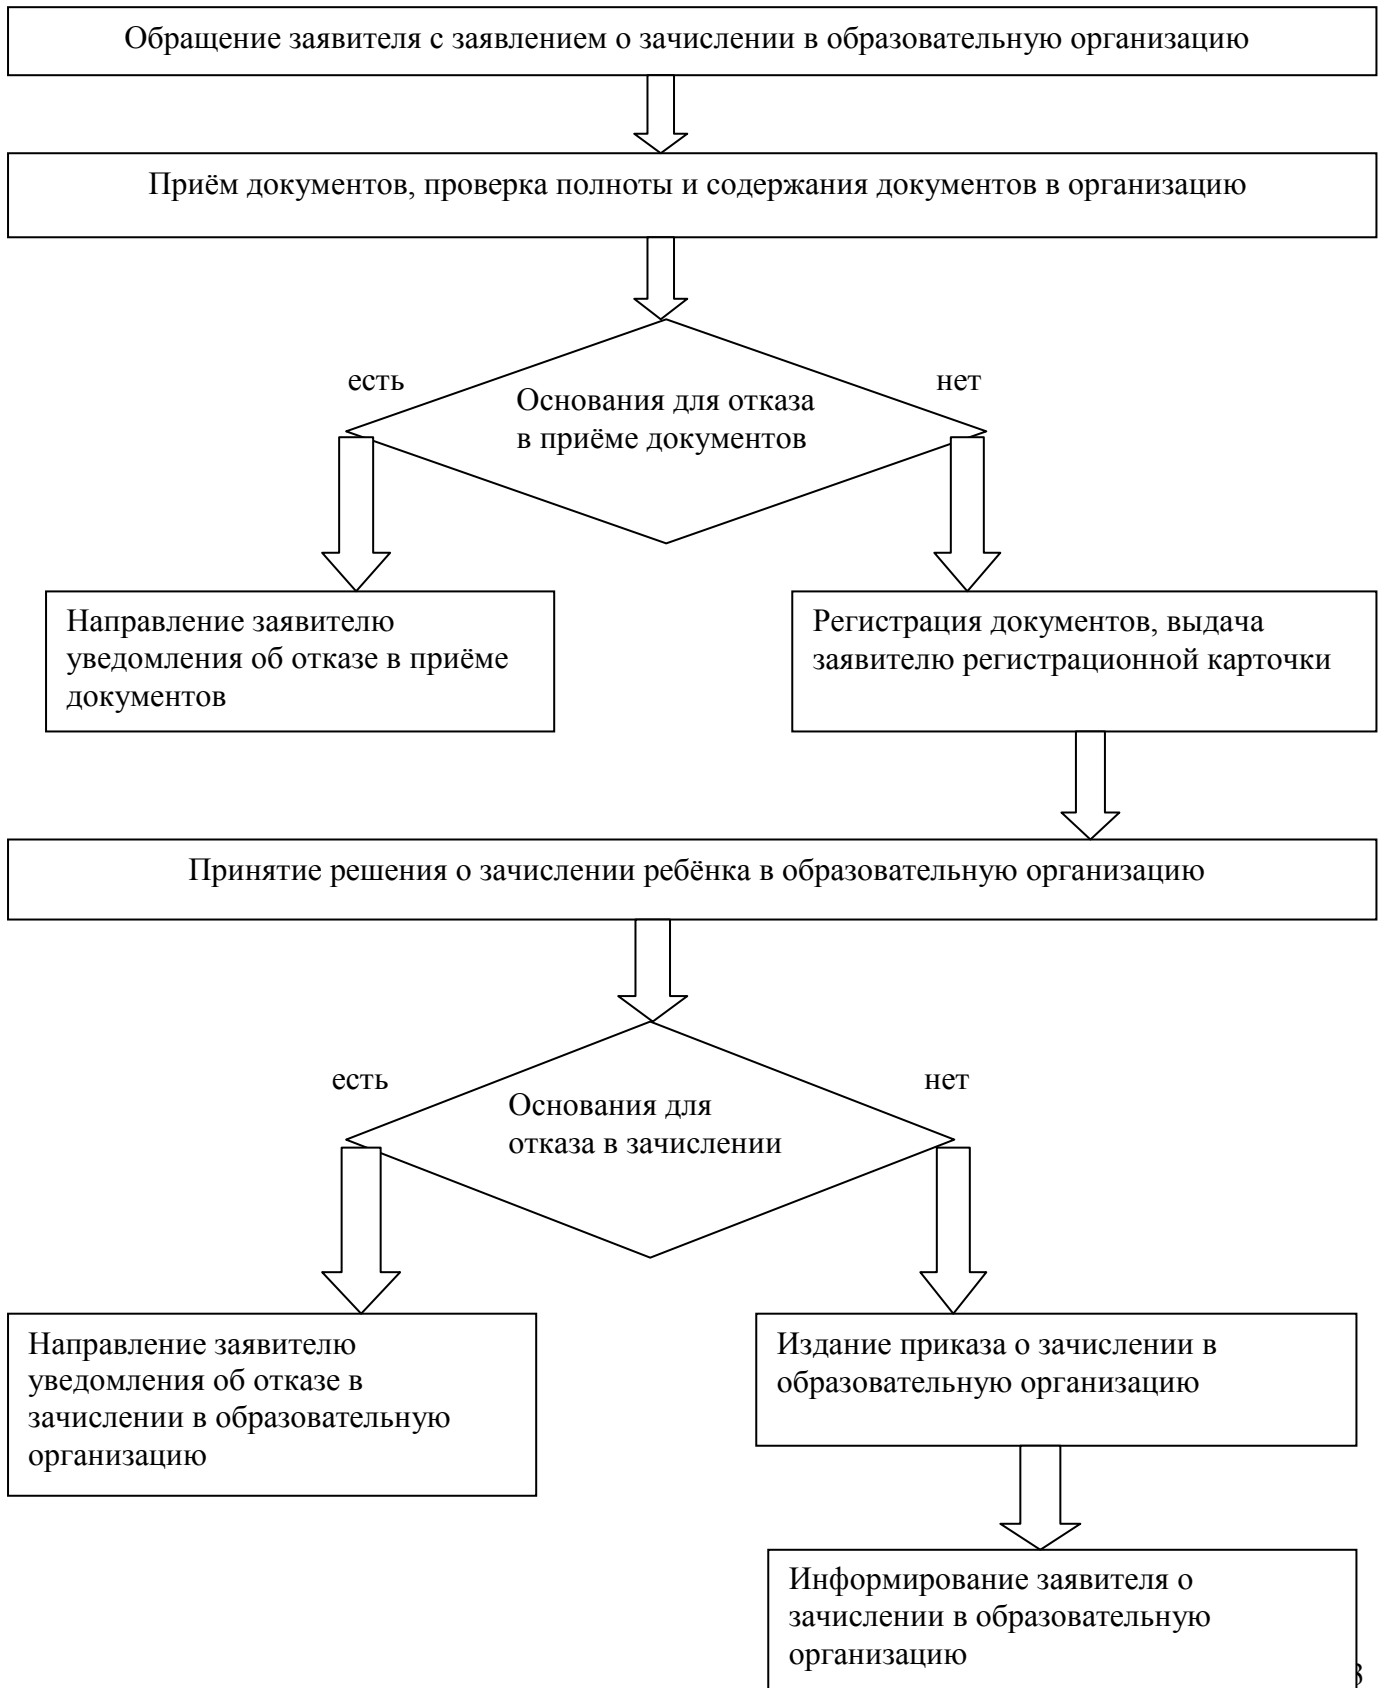 Обращение заявителя с заявлением о зачислении в образовательную организацию
Приём документов, проверка полноты и содержания документов в организацию
есть
нет
Основания для отказа
в приёме документов
Направление заявителю
уведомления об отказе в приёме
документов
Регистрация документов, выдача
заявителю регистрационной карточки
Принятие решения о зачислении ребёнка в образовательную организацию
есть
нет
Основания для
отказа в зачислении
Направление заявителю
уведомления об отказе в
зачислении в образовательную
организацию
Издание приказа о зачислении в
образовательную организацию
Информирование заявителя о
зачислении в образовательную
организацию